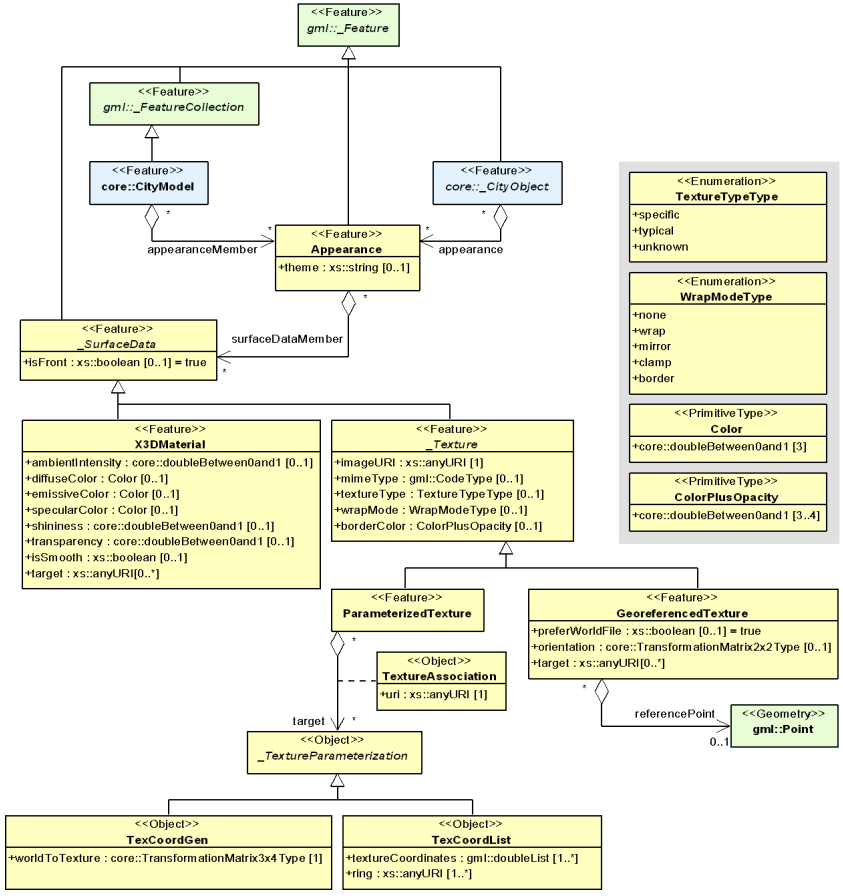 <<Feature>>
gml::_Feature
<<Feature>>
gml::_FeatureCollection
<<Feature>>
core::CityModel
<<Feature>>
core::_CityObject
*
*
*
*
appearanceMember
appearance
<<Feature>>
Appearance
+theme : xs::string [0..1]
*
surfaceDataMember
*
<<Feature>>
_SurfaceData
+isFront : xs::boolean [0..1] = true
<<Enumeration>>
TextureTypeType
+specific
+typical
+unknown
<<Enumeration>>
WrapModeType
+none
+wrap
+mirror
+clamp
+border
<<PrimitiveType>>
Color
+core::doubleBetween0and1 [3]
<<PrimitiveType>>
ColorPlusOpacity
+core::doubleBetween0and1 [3..4]
<<Feature>>
X3DMaterial
+ambientIntensity : core::doubleBetween0and1 [0..1]
+diffuseColor : Color [0..1]
+emissiveColor : Color [0..1]
+specularColor : Color [0..1]
+shininess : core::doubleBetween0and1 [0..1]
+transparency : core::doubleBetween0and1 [0..1]
+isSmooth : xs::boolean [0..1]
+target : xs::anyURI[0..*]
<<Feature>>
_Texture
+imageURI : xs::anyURI [1]
+mimeType : gml::CodeType [0..1]
+textureType : TextureTypeType [0..1]
+wrapMode : WrapModeType [0..1]
+borderColor : ColorPlusOpacity [0..1]
<<Feature>>
ParameterizedTexture
*
<<Feature>>
GeoreferencedTexture
+preferWorldFile : xs::boolean [0..1] = true
+orientation : core::TransformationMatrix2x2Type [0..1]
+target : xs::anyURI[0..*]
<<Object>>
TextureAssociation
+uri : xs::anyURI [1]
*
referencePoint
0..1
<<Geometry>>
gml::Point
target
*
<<Object>>
_TextureParameterization
<<Object>>
TexCoordGen
+worldToTexture : core::TransformationMatrix3x4Type [1]
<<Object>>
TexCoordList
+textureCoordinates : gml::doubleList [1..*]
+ring : xs::anyURI [1..*]